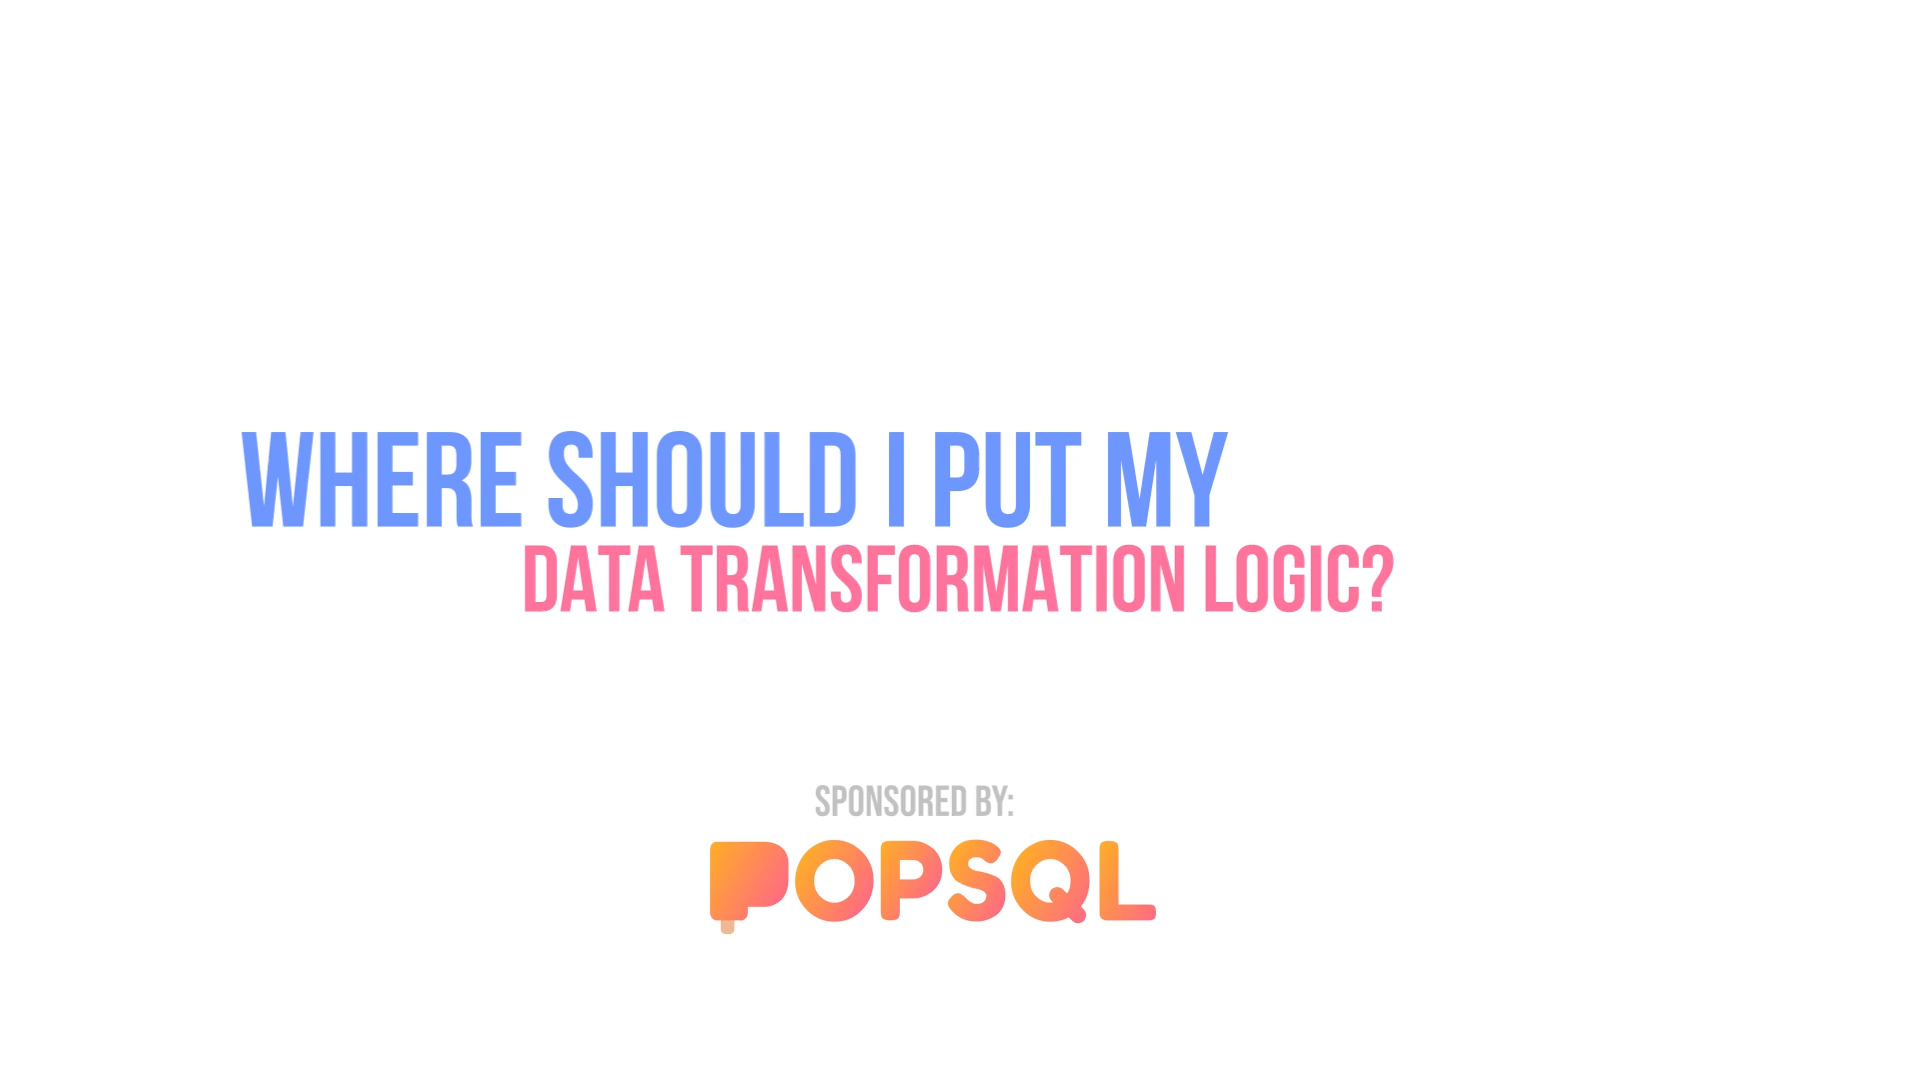 WHERE SHOULD I PUT MY
DATA TRANSFORMATION LOGIC?
SPONSORED BY:
POPSQL